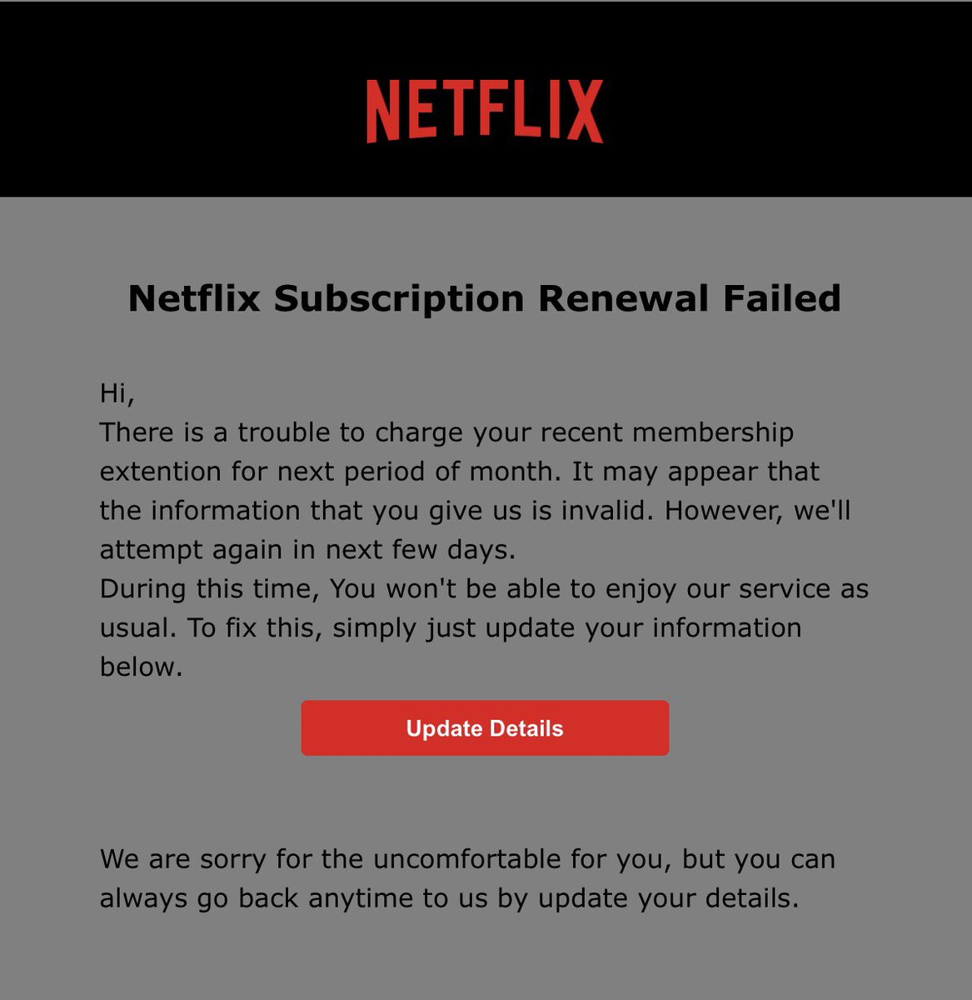 NETFLIX
Netflix Subscription Renewal Failed
Hi,
There is a trouble to charge your recent membership
extention for next period of month. It may appear that
the information that you give us is invalid. However, we'll
attempt again in next few days.
During this time, You won't be able to enjoy our service as
usual. To fix this, simply just update your information
below.
Update Details
We are sorry for the uncomfortable for you, but you can
always go back anytime to us by update your details.